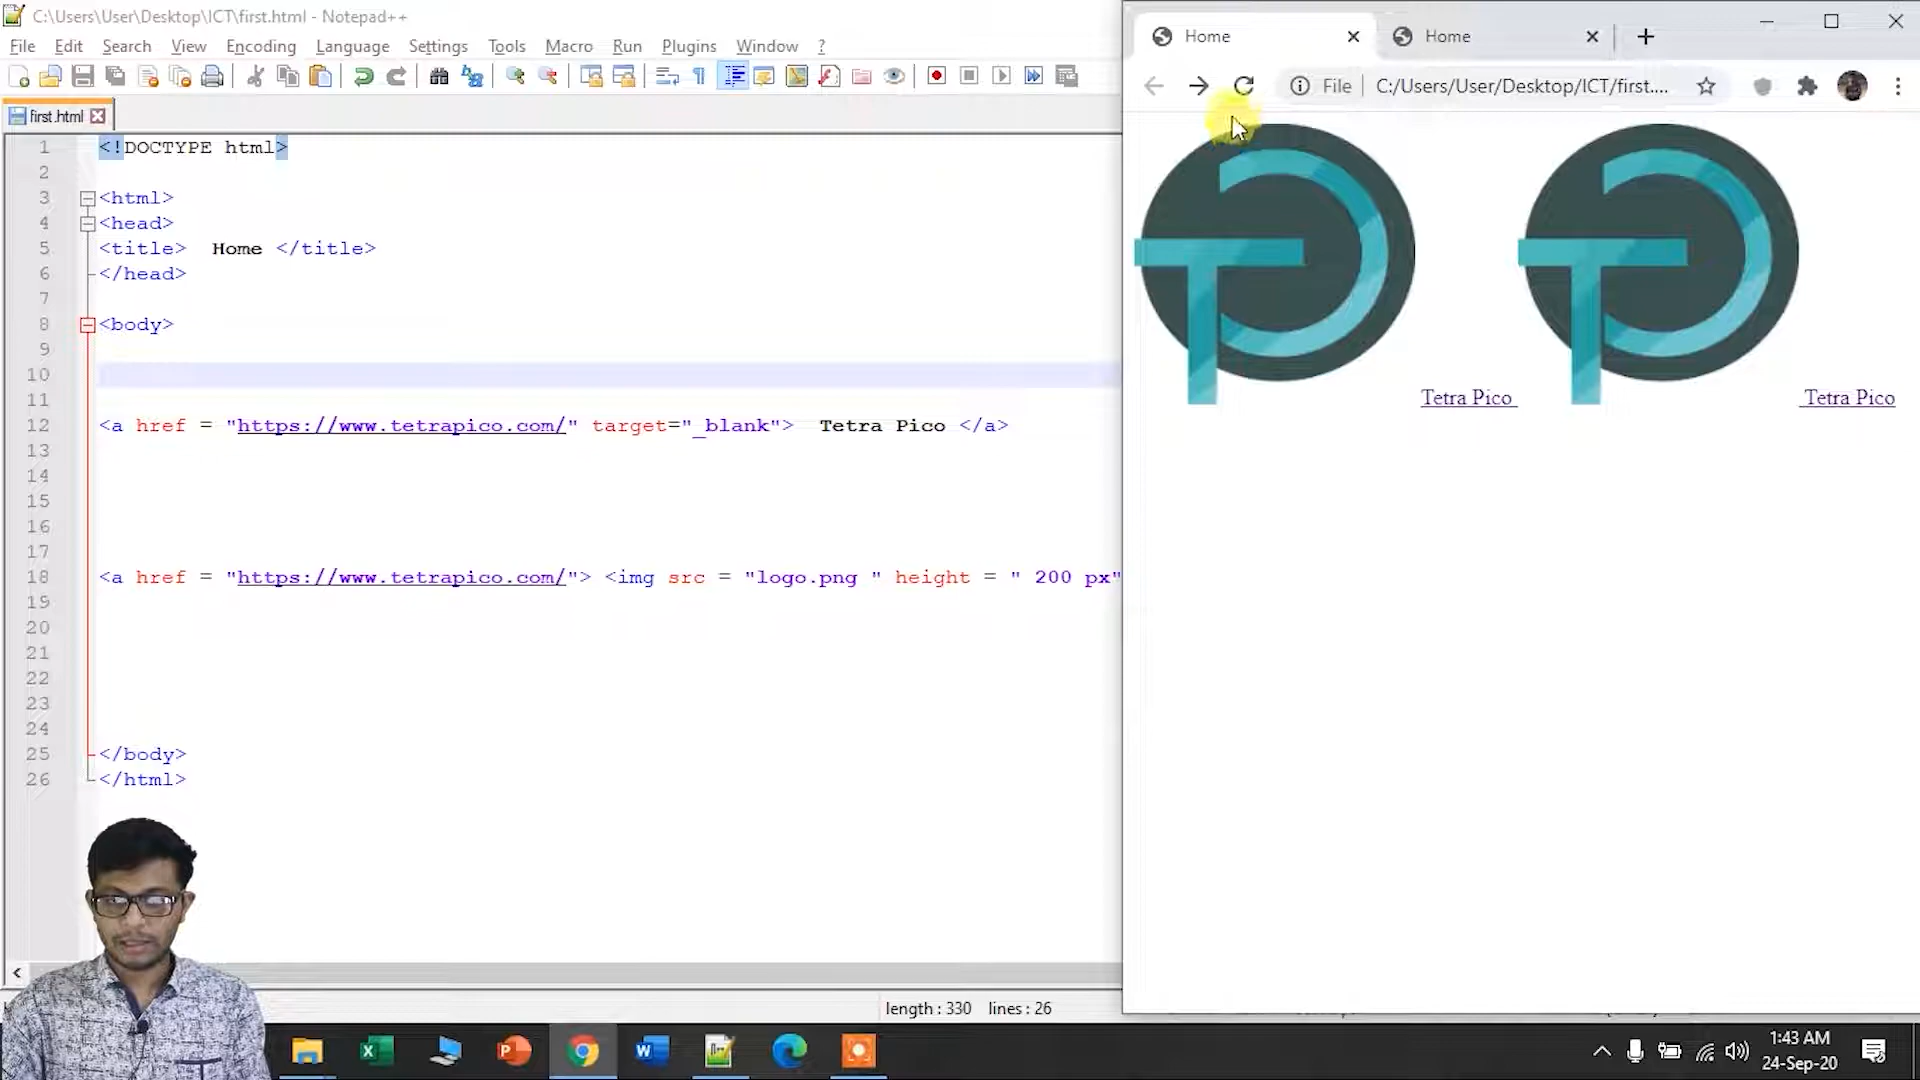 C:\Users\User\Desktop\ICT\first.html - Notepad++
File Edit Search View Encoding Language Settings Tools Macro Run Plugins Window ?
first.html
1 <!DOCTYPE html>
2
3 <html>
4 <head>
5 <title> Home </title>
6 </head>
7
8 <body>
9
10
11
12 <a href = "https://www.tetrapico.com/" target="_blank"> Tetra Pico </a>
13
14
15
16
17
18 <a href = "https://www.tetrapico.com/"> <img src = "logo.png " height = " 200 px"
19
20
21
22
23
24
25 </body>
26 </html>
length : 330 lines : 26
Home Home
File C:/Users/User/Desktop/ICT/first....
Tetra Pico Tetra Pico
1:43 AM
24-Sep-20